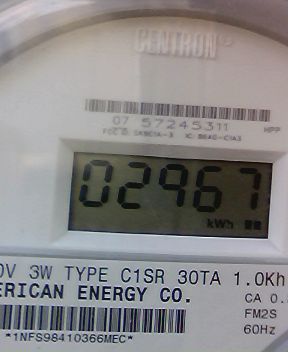 CENTRON®
07 57245311
HPP
02967
kWh
0V 3W TYPE C1SR 30TA 1.0Kh
ERICAN ENERGY CO.
CA 0.
FM2S
60Hz
*1NFS98410366MEC*